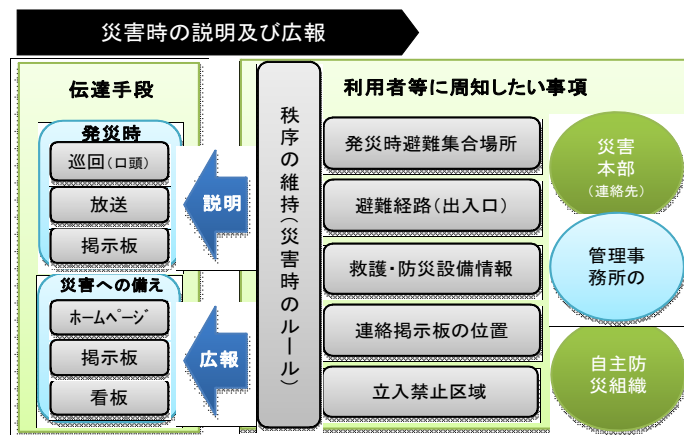 災害時の説明及び広報
伝達手段
発災時
巡回(口頭)
放送
掲示板
災害への備え
ホームページ
掲示板
看板
説明
広報
利用者等に周知したい事項
秩序の維持(災害時のルール)
発災時避難集合場所
避難経路(出入口)
救護・防災設備情報
連絡掲示板の位置
立入禁止区域
災害
本部
(連絡先)
管理事
務所の
自主防
災組織